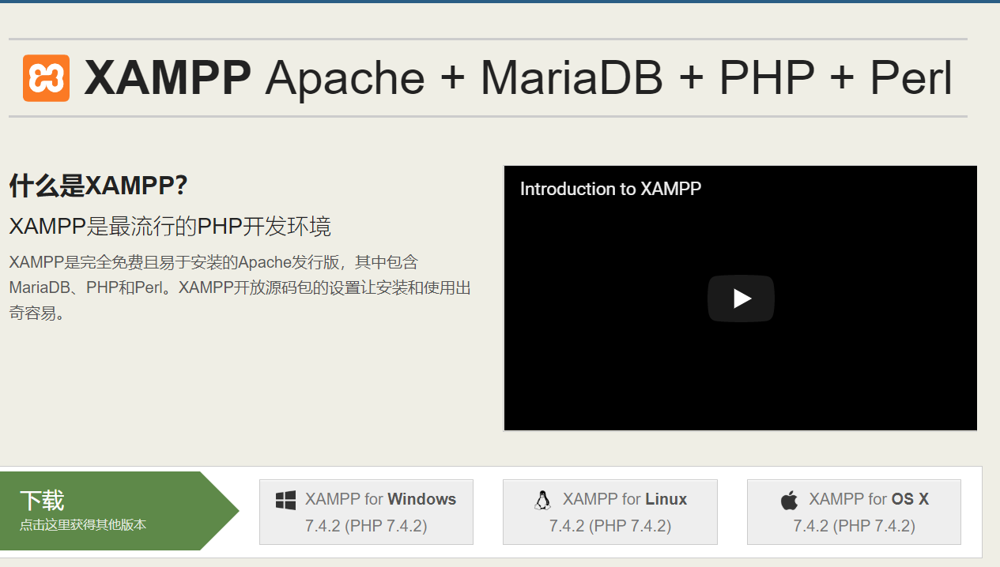 XAMPP Apache + MariaDB + PHP + Perl
什么是XAMPP?
XAMPP是最流行的PHP开发环境
XAMPP是完全免费且易于安装的Apache发行版，其中包含
MariaDB、PHP和Perl。XAMPP开放源码包的设置让安装和使用出
奇容易。
Introduction to XAMPP
下载
点击这里获得其他版本
XAMPP for Windows
7.4.2 (PHP 7.4.2)
XAMPP for Linux
7.4.2 (PHP 7.4.2)
XAMPP for OS X
7.4.2 (PHP 7.4.2)